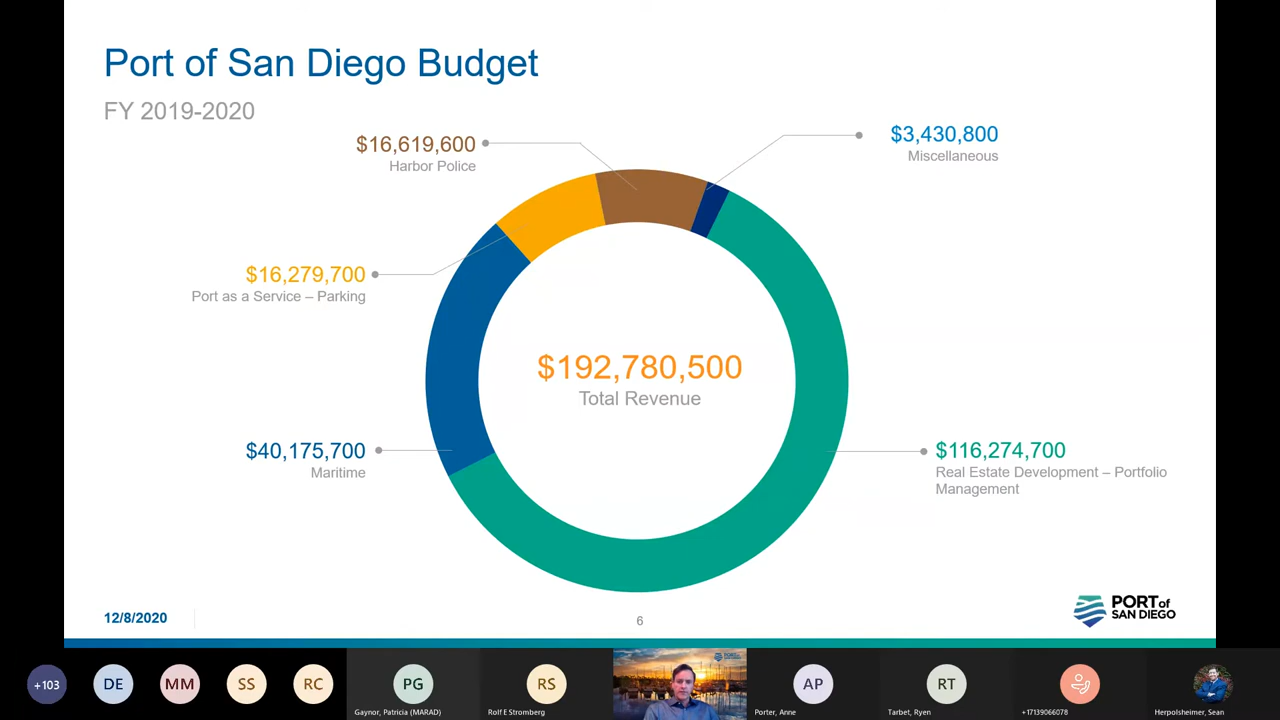 Port of San Diego Budget
FY 2019-2020
$16,619,600
Harbor Police
$3,430,800
Miscellaneous
$16,279,700
Port as a Service – Parking
$192,780,500
Total Revenue
$40,175,700
Maritime
$116,274,700
Real Estate Development – Portfolio
Management
12/8/2020
6
PORT of
SAN DIEGO
+103
DE
MM
SS
RC
PG
Gaynor, Patricia (MARAD)
RS
Rolf E Stromberg
AP
Porter, Anne
RT
Tarbet, Ryen
+17139066078
Herpolsheimer, Sean